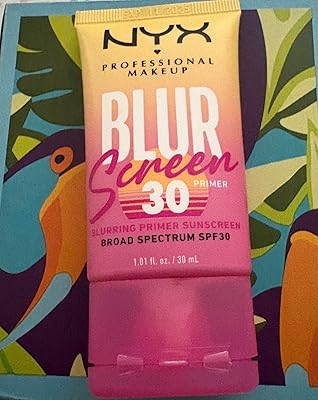 NYX
PROFESSIONAL
MAKEUP
BLUR
Screen
30 PRIMER
BLURRING PRIMER SUNSCREEN
BROAD SPECTRUM SPF30
1.01 fl. oz. / 30 mL